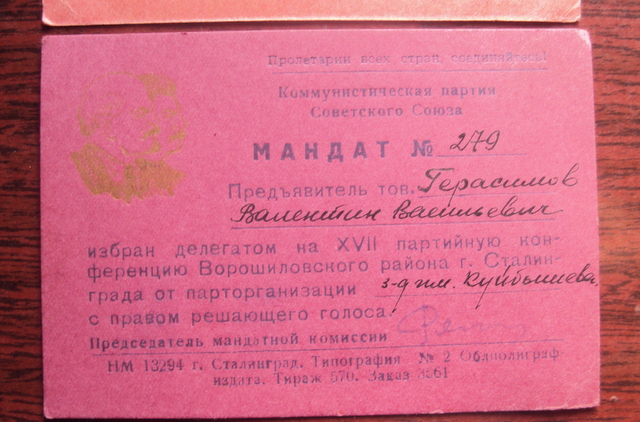 Пролетарии всех стран, соединяйтесь!
Коммунистическая партия
Советского Союза
МАНДАТ № 279
Предъявитель тов. Герасимов
Валентин Васильевич
избран делегатом на XVII партийную кон-
ференцию Ворошиловского района г. Сталин-
града от парторганизации з-д им. Куйбышева
с правом решающего голоса.
Председатель мандатной комиссии
НМ 13294 г. Сталинград. Типография № 2 Облполиграф-
издата. Тираж 570. Заказ 3561